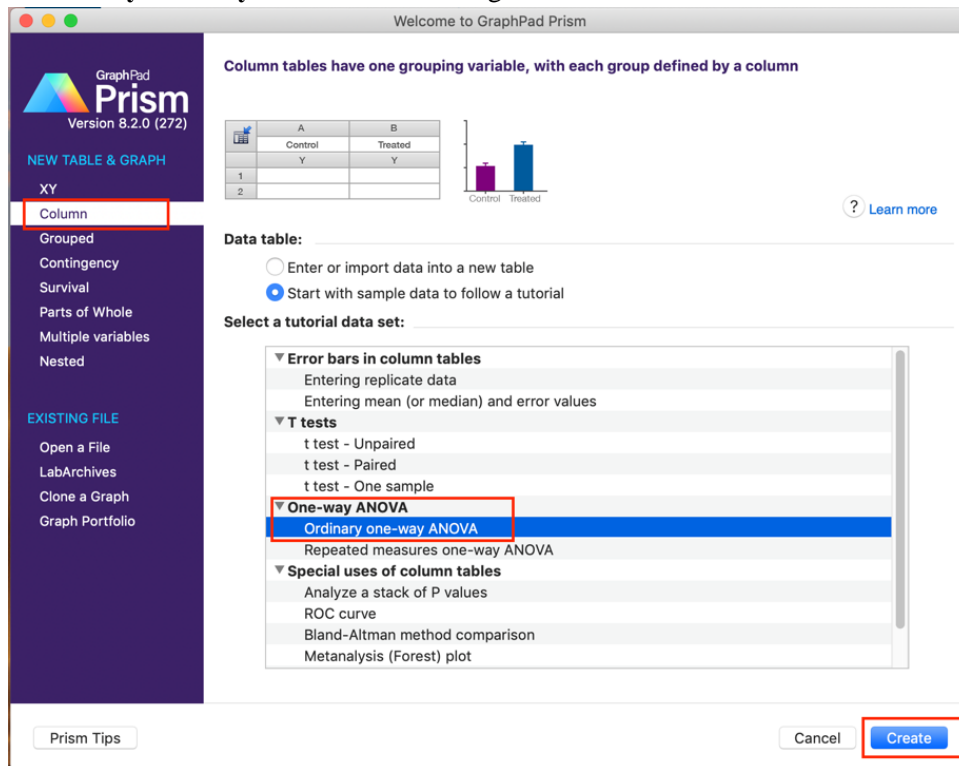 Welcome to GraphPad Prism
GraphPad
Prism
Version 8.2.0 (272)
NEW TABLE & GRAPH
XY
Column
Grouped
Contingency
Survival
Parts of Whole
Multiple variables
Nested
EXISTING FILE
Open a File
LabArchives
Clone a Graph
Graph Portfolio
Prism Tips
Column tables have one grouping variable, with each group defined by a column
A B
Control Treated
Y Y
1
2
Control Treated
? Learn more
Data table:
Enter or import data into a new table
Start with sample data to follow a tutorial
Select a tutorial data set:
Error bars in column tables
Entering replicate data
Entering mean (or median) and error values
T tests
t test - Unpaired
t test - Paired
t test - One sample
One-way ANOVA
Ordinary one-way ANOVA
Repeated measures one-way ANOVA
Special uses of column tables
Analyze a stack of P values
ROC curve
Bland-Altman method comparison
Metanalysis (Forest) plot
Cancel Create